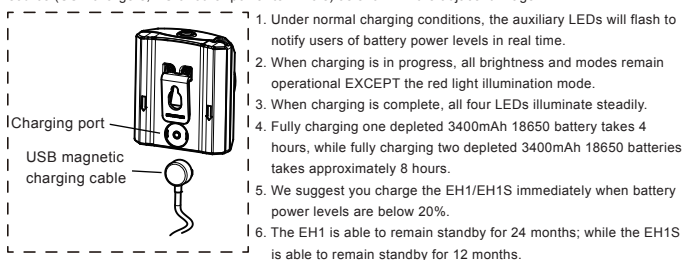 Charging port
USB magnetic
charging cable
1. Under normal charging conditions, the auxiliary LEDs will flash to
notify users of battery power levels in real time.
2. When charging is in progress, all brightness and modes remain
operational EXCEPT the red light illumination mode.
3. When charging is complete, all four LEDs illuminate steadily.
4. Fully charging one depleted 3400mAh 18650 battery takes 4
hours, while fully charging two depleted 3400mAh 18650 batteries
takes approximately 8 hours.
5. We suggest you charge the EH1/EH1S immediately when battery
power levels are below 20%.
6. The EH1 is able to remain standby for 24 months; while the EH1S
is able to remain standby for 12 months.